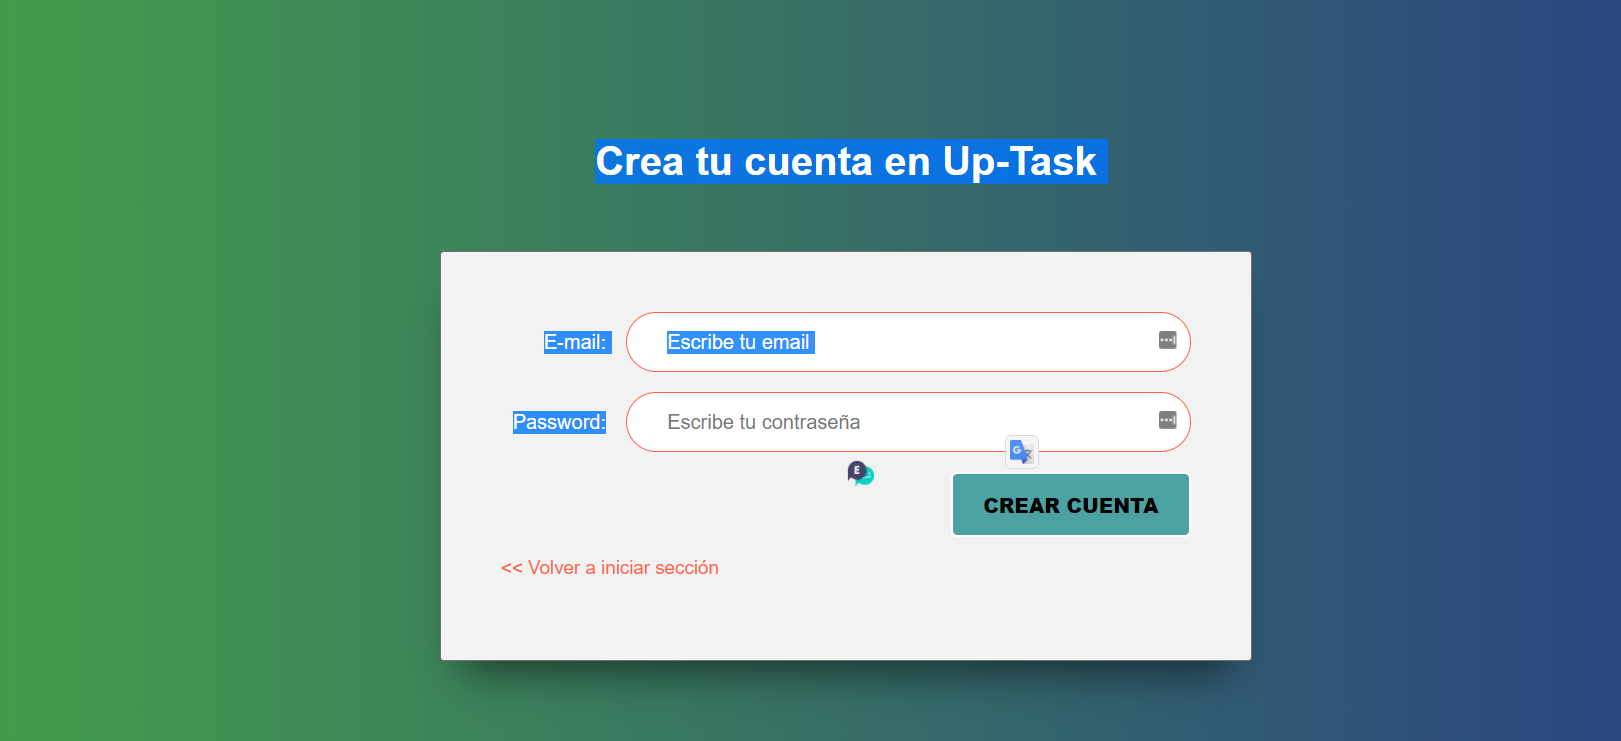 Crea tu cuenta en Up-Task
E-mail: Escribe tu email
Password: Escribe tu contraseña
E
G
CREAR CUENTA
<< Volver a iniciar sección